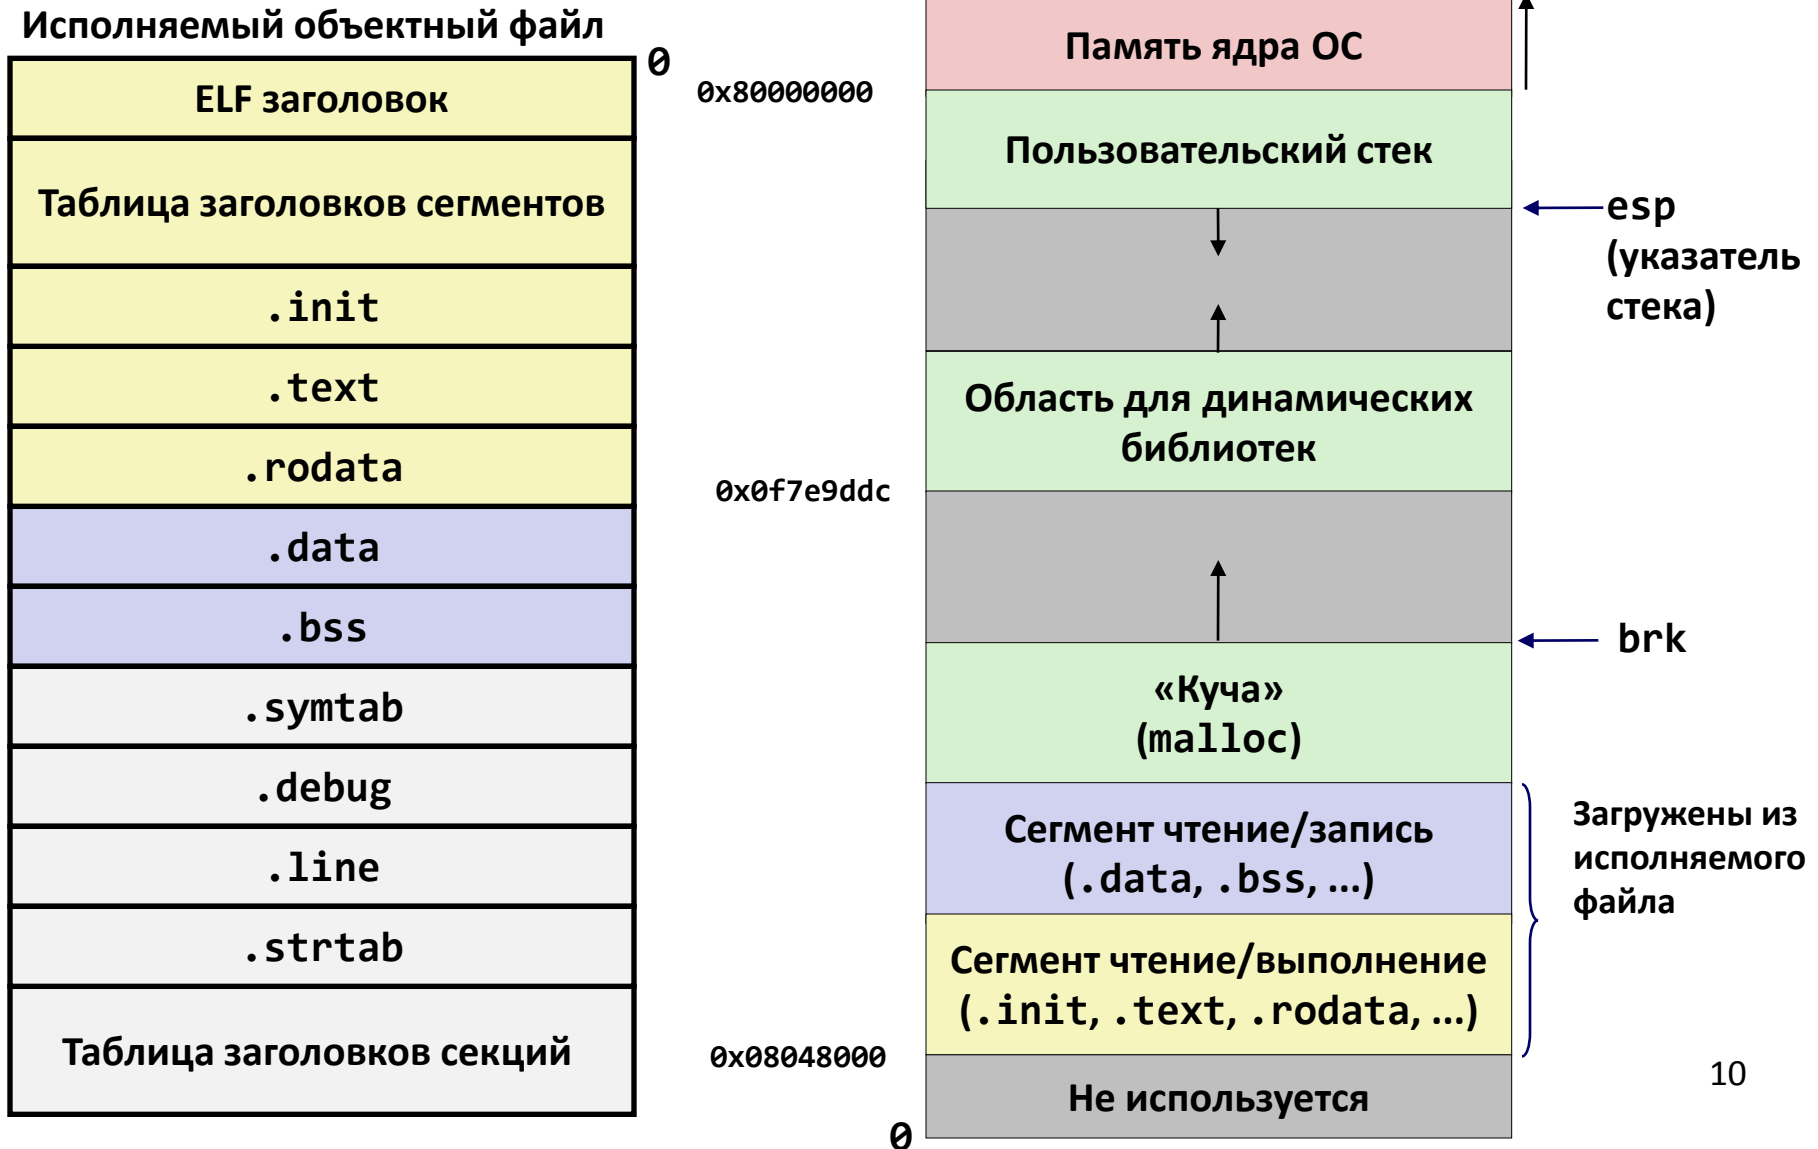 Исполняемый объектный файл
0
ELF заголовок
Таблица заголовков сегментов
.init
.text
.rodata
.data
.bss
.symtab
.debug
.line
.strtab
Таблица заголовков секций
Память ядра ОС
0x80000000
Пользовательский стек
esp
(указатель
стека)
Область для динамических
библиотек
0x0f7e9ddc
brk
«Куча»
(malloc)
Сегмент чтение/запись
(.data, .bss, …)
Загружены из
исполняемого
файла
Сегмент чтение/выполнение
(.init, .text, .rodata, …)
0x08048000
Не используется
0
10